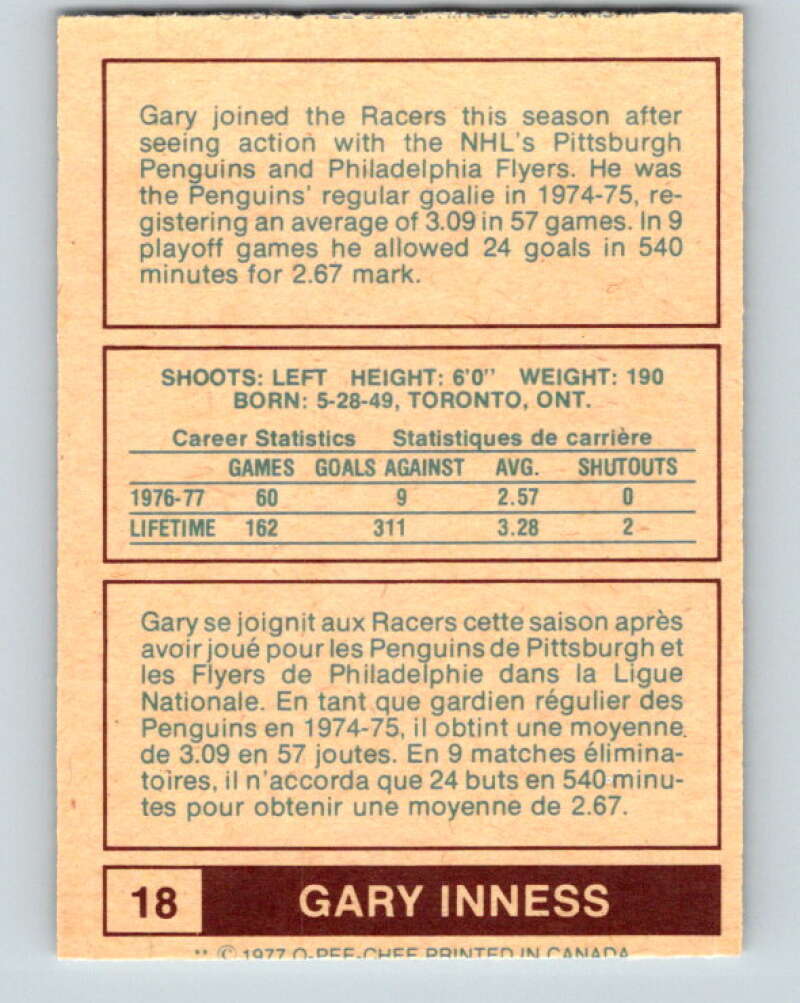 Gary joined the Racers this season after
seeing action with the NHL's Pittsburgh
Penguins and Philadelphia Flyers. He was
the Penguins' regular goalie in 1974-75, re-
gistering an average of 3.09 in 57 games. In 9
playoff games he allowed 24 goals in 540
minutes for 2.67 mark.
SHOOTS: LEFT HEIGHT: 6'0" WEIGHT: 190
BORN: 5-28-49, TORONTO, ONT.
Career Statistics Statistiques de carrière
GAMES GOALS AGAINST AVG. SHUTOUTS
1976-77 60 9 2.57 0
LIFETIME 162 311 3.28 2
Gary se joignit aux Racers cette saison après
avoir joué pour les Penguins de Pittsburgh et
les Flyers de Philadelphie dans la Ligue
Nationale. En tant que gardien régulier des
Penguins en 1974-75, il obtint une moyenne
de 3.09 en 57 joutes. En 9 matches élimina-
toires, il n'accorda que 24 buts en 540 minu-
tes pour obtenir une moyenne de 2.67.
18 GARY INNESS
** © 1977 O-PEE-CHEE PRINTED IN CANADA